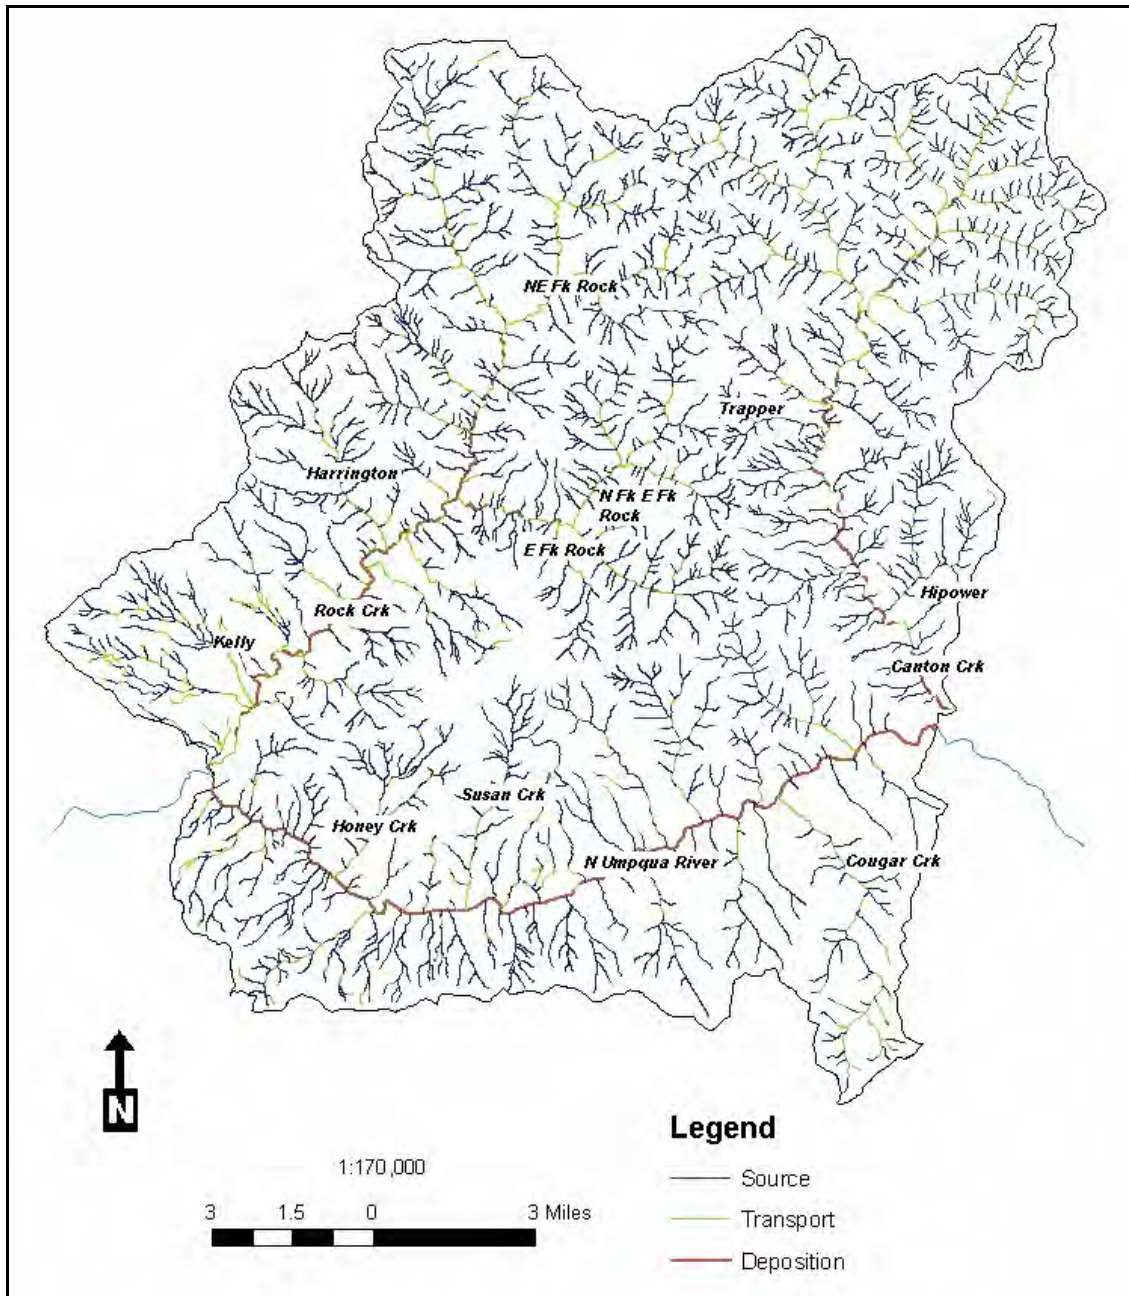 NE Fk Rock
Trapper
Harrington
N Fk E Fk
Rock
E Fk Rock
Hipower
Rock Crk
Kelly
Canton Crk
Susan Crk
Honey Crk
N Umpqua River
Cougar Crk
N
Legend
1:170,000
Source
3 1.5 0 3 Miles
Transport
Deposition